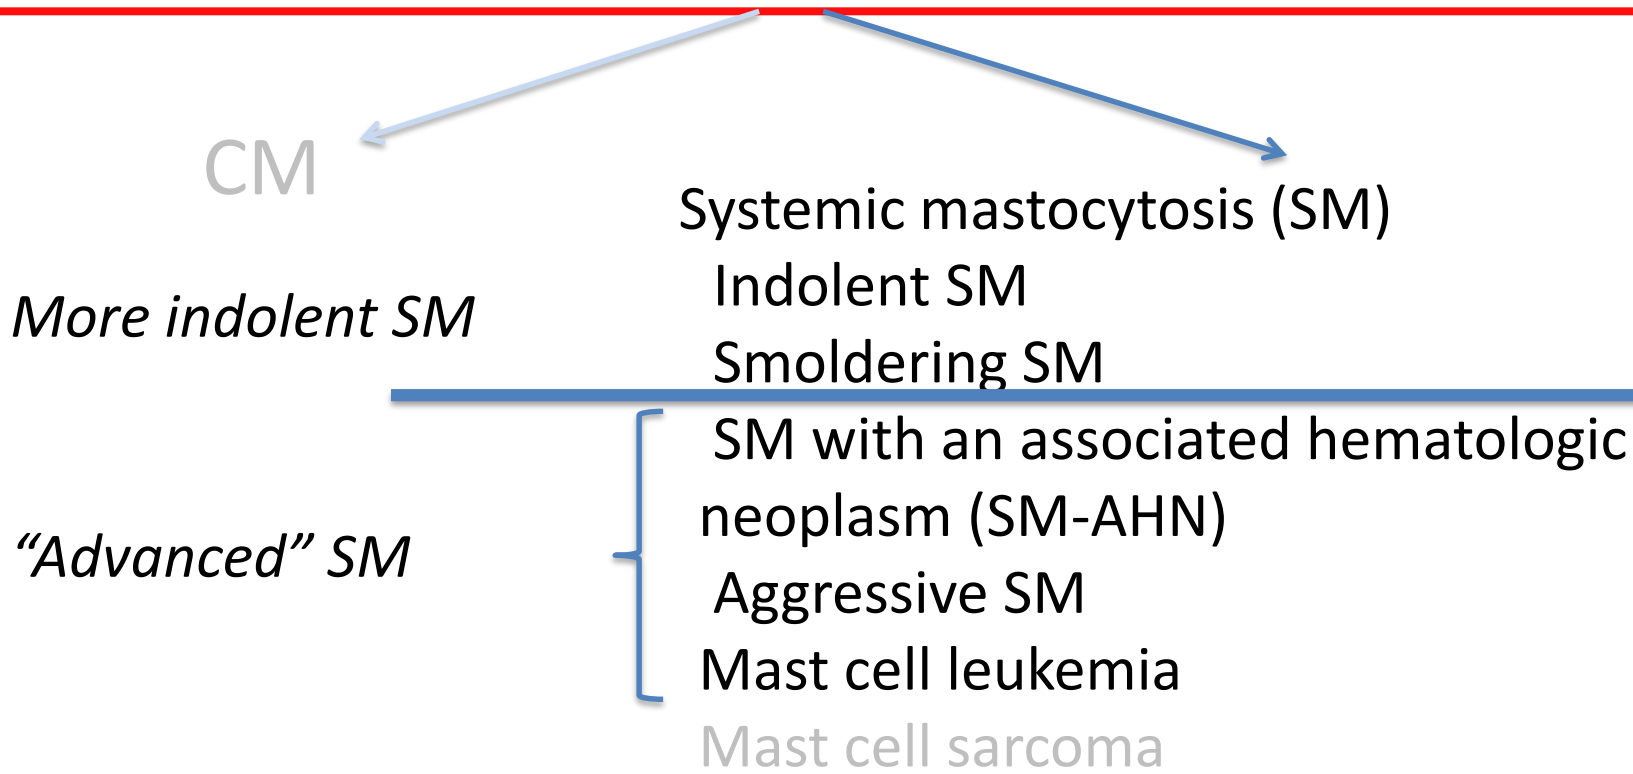 CM
Systemic mastocytosis (SM)
Indolent SM
More indolent SM
Smoldering SM
SM with an associated hematologic
neoplasm (SM-AHN)
“Advanced” SM
Aggressive SM
Mast cell leukemia
Mast cell sarcoma